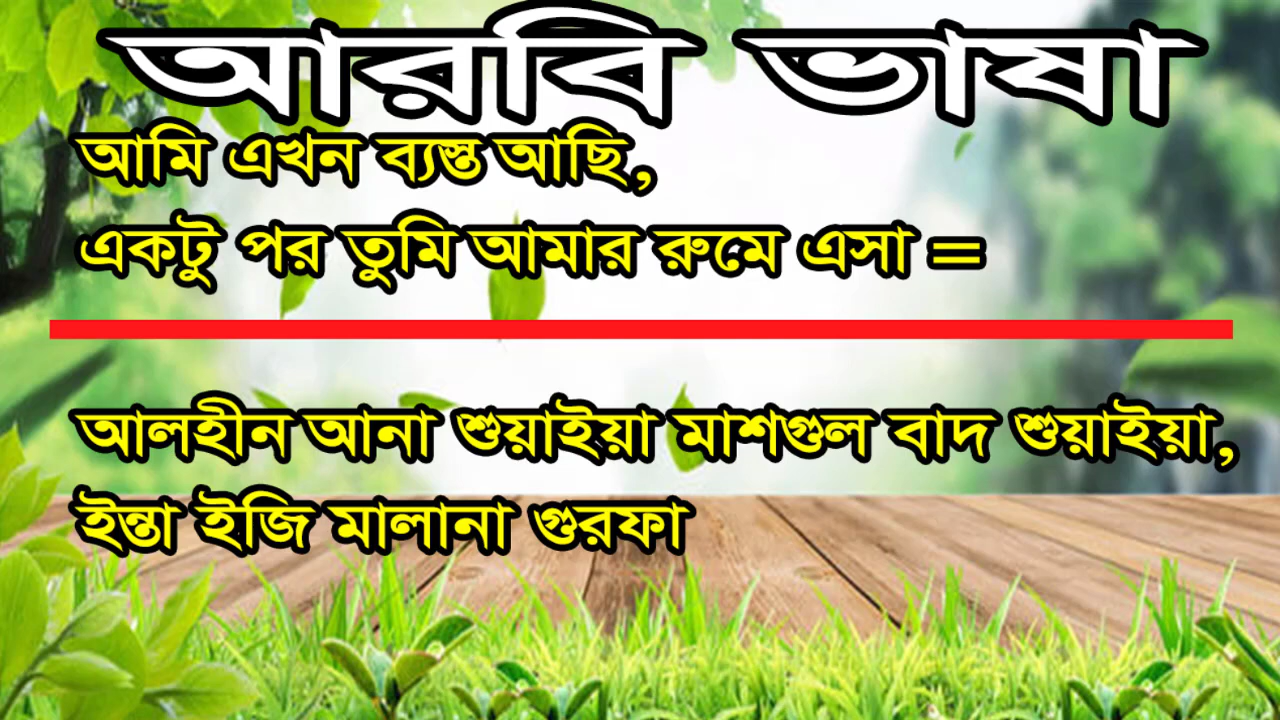 আরবি ভাষা
আমি এখন ব্যস্ত আছি,
একটু পর তুমি আমার রুমে এসা =
আলহীন আনা শুয়াইয়া মাশগুল বাদ শুয়াইয়া,
ইন্তা ইজি মালানা গুরফা